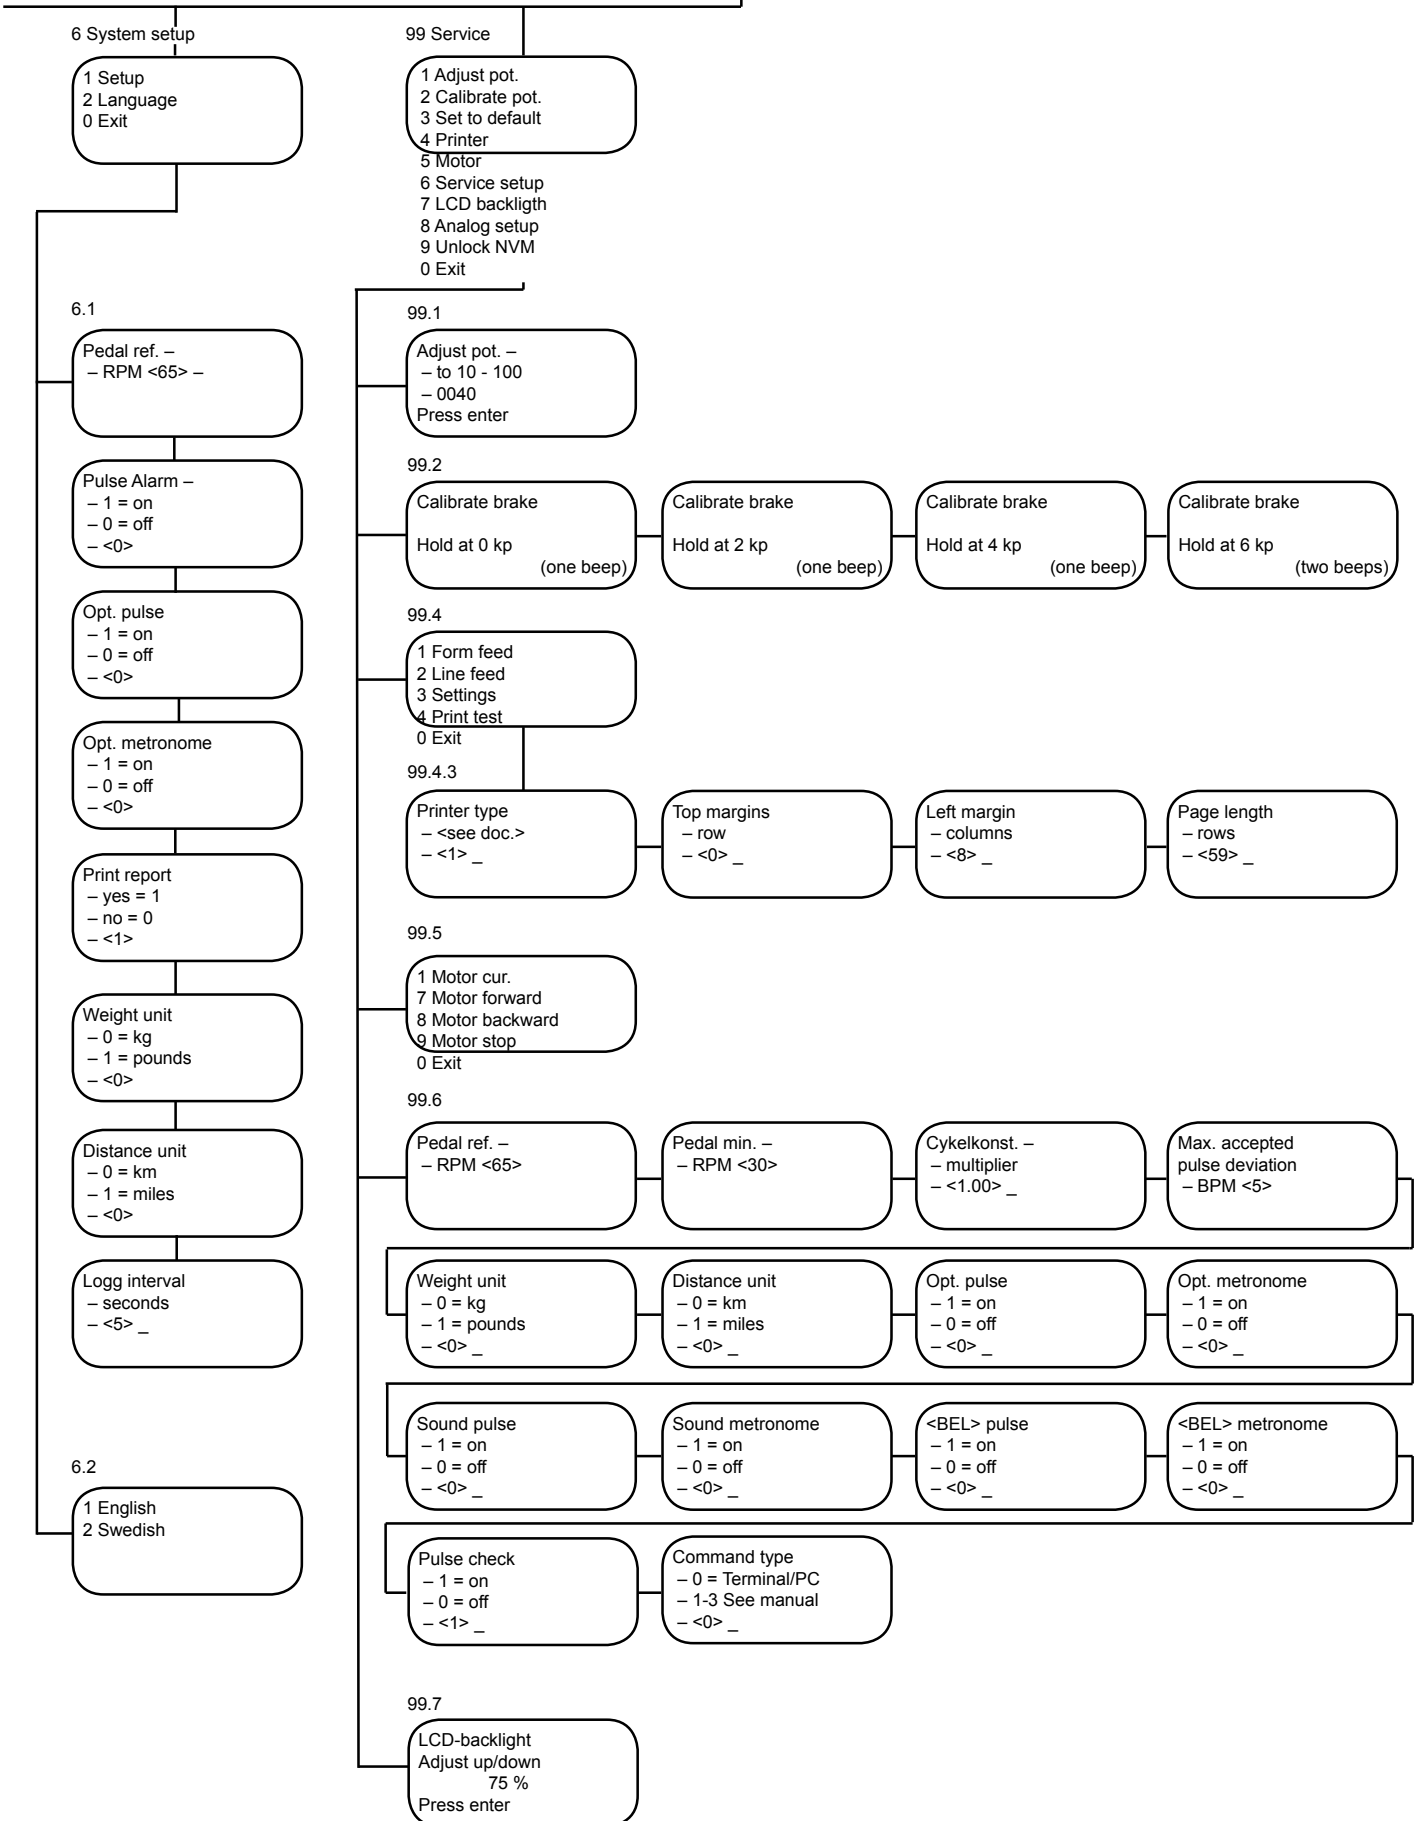 6 System setup
1 Setup
2 Language
0 Exit
6.1
Pedal ref. –
– RPM <65> –
Pulse Alarm –
– 1 = on
– 0 = off
– <0>
Opt. pulse
– 1 = on
– 0 = off
– <0>
Opt. metronome
– 1 = on
– 0 = off
– <0>
Print report
– yes = 1
– no = 0
– <1>
Weight unit
– 0 = kg
– 1 = pounds
– <0>
Distance unit
– 0 = km
– 1 = miles
– <0>
Logg interval
– seconds
– <5> _
6.2
1 English
2 Swedish
99 Service
1 Adjust pot.
2 Calibrate pot.
3 Set to default
4 Printer
5 Motor
6 Service setup
7 LCD backligth
8 Analog setup
9 Unlock NVM
0 Exit
99.1
Adjust pot. –
– to 10 - 100
– 0040
Press enter
99.2
Calibrate brake
Hold at 0 kp
(one beep)
Calibrate brake
Hold at 2 kp
(one beep)
Calibrate brake
Hold at 4 kp
(one beep)
Calibrate brake
Hold at 6 kp
(two beeps)
99.4
1 Form feed
2 Line feed
3 Settings
4 Print test
0 Exit
99.4.3
Printer type
– <see doc.>
– <1> _
Top margins
– row
– <0> _
Left margin
– columns
– <8> _
Page length
– rows
– <59> _
99.5
1 Motor cur.
7 Motor forward
8 Motor backward
9 Motor stop
0 Exit
99.6
Pedal ref. –
– RPM <65>
Pedal min. –
– RPM <30>
Cykelkonst. –
– multiplier
– <1.00> _
Max. accepted
pulse deviation
– BPM <5>
Weight unit
– 0 = kg
– 1 = pounds
– <0> _
Distance unit
– 0 = km
– 1 = miles
– <0> _
Opt. pulse
– 1 = on
– 0 = off
– <0> _
Opt. metronome
– 1 = on
– 0 = off
– <0> _
Sound pulse
– 1 = on
– 0 = off
– <0> _
Sound metronome
– 1 = on
– 0 = off
– <0> _
<BEL> pulse
– 1 = on
– 0 = off
– <0> _
<BEL> metronome
– 1 = on
– 0 = off
– <0> _
Pulse check
– 1 = on
– 0 = off
– <1> _
Command type
– 0 = Terminal/PC
– 1-3 See manual
– <0> _
99.7
LCD-backlight
Adjust up/down
75 %
Press enter